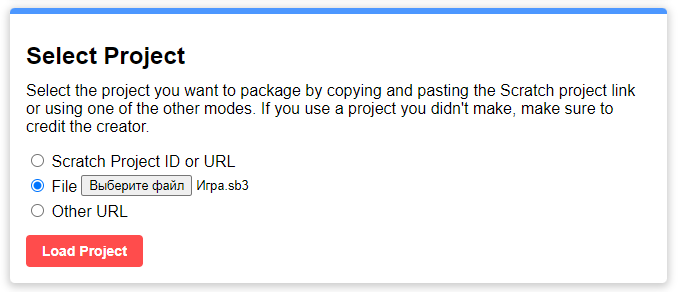 Select Project
Select the project you want to package by copying and pasting the Scratch project link
or using one of the other modes. If you use a project you didn't make, make sure to
credit the creator.
Scratch Project ID or URL
File Выберите файл Игра.sb3
Other URL
Load Project